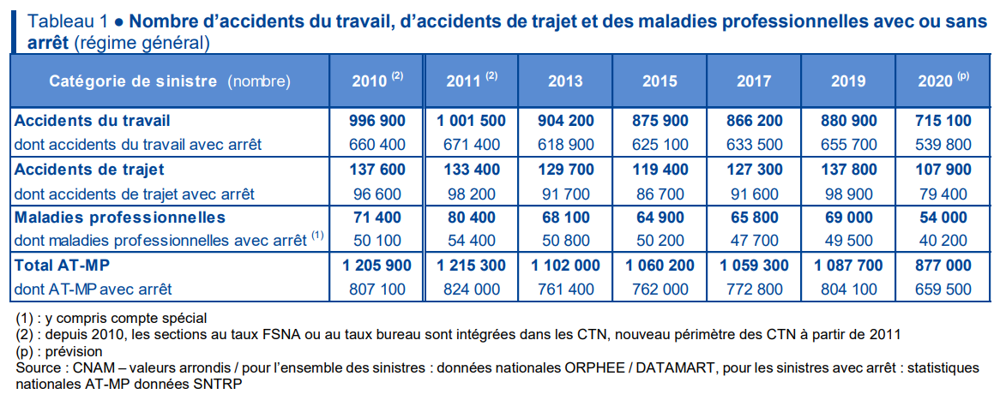 Tableau 1 ● Nombre d'accidents du travail, d'accidents de trajet et des maladies professionnelles avec ou sans
arrêt (régime général)
Catégorie de sinistre (nombre) 2010 (2) 2011 (2) 2013 2015 2017 2019 2020 (p)
Accidents du travail 996 900 1 001 500 904 200 875 900 866 200 880 900 715 100
dont accidents du travail avec arrêt 660 400 671 400 618 900 625 100 633 500 655 700 539 800
Accidents de trajet 137 600 133 400 129 700 119 400 127 300 137 800 107 900
dont accidents de trajet avec arrêt 96 600 98 200 91 700 86 700 91 600 98 900 79 400
Maladies professionnelles 71 400 80 400 68 100 64 900 65 800 69 000 54 000
dont maladies professionnelles avec arrêt (1) 50 100 54 400 50 800 50 200 47 700 49 500 40 200
Total AT-MP 1 205 900 1 215 300 1 102 000 1 060 200 1 059 300 1 087 700 877 000
dont AT-MP avec arrêt 807 100 824 000 761 400 762 000 772 800 804 100 659 500
(1) : y compris compte spécial
(2) : depuis 2010, les sections au taux FSNA ou au taux bureau sont intégrées dans les CTN, nouveau périmètre des CTN à partir de 2011
(p) : prévision
Source : CNAM – valeurs arrondis / pour l'ensemble des sinistres : données nationales ORPHEE / DATAMART, pour les sinistres avec arrêt : statistiques
nationales AT-MP données SNTRP